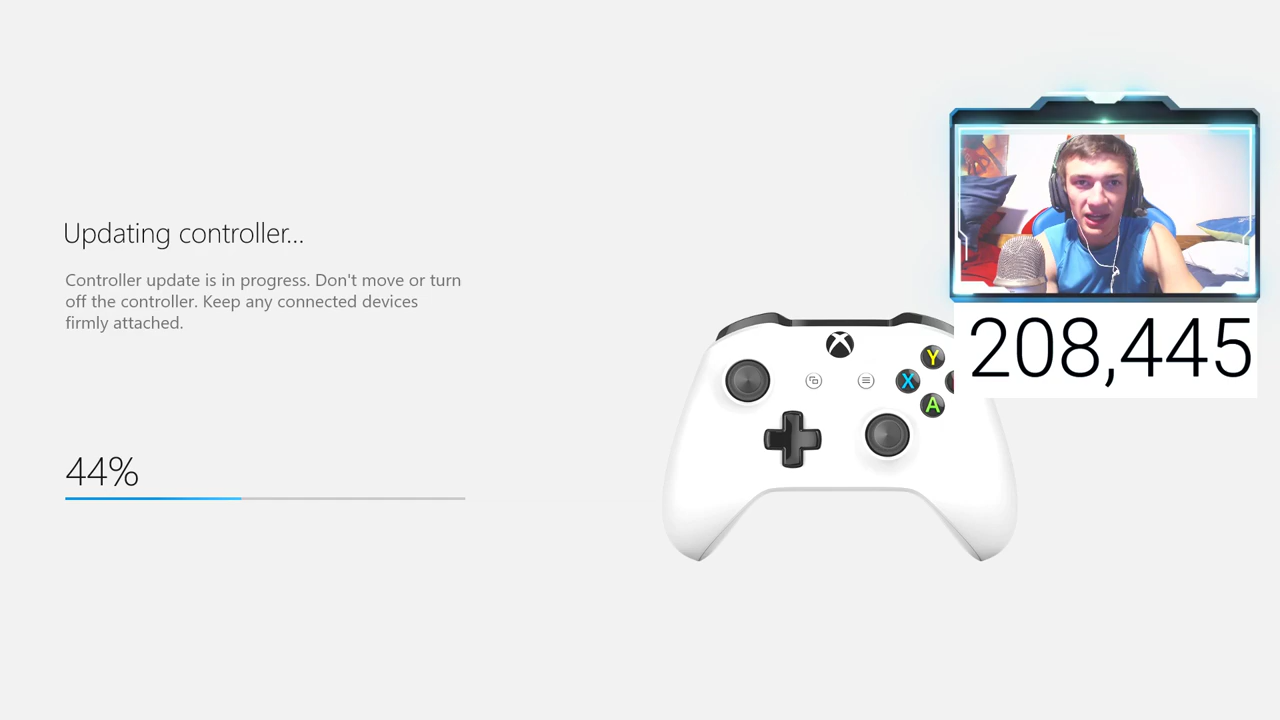 Updating controller...
Controller update is in progress. Don't move or turn
off the controller. Keep any connected devices
firmly attached.
44%
Y
X
A
208,445